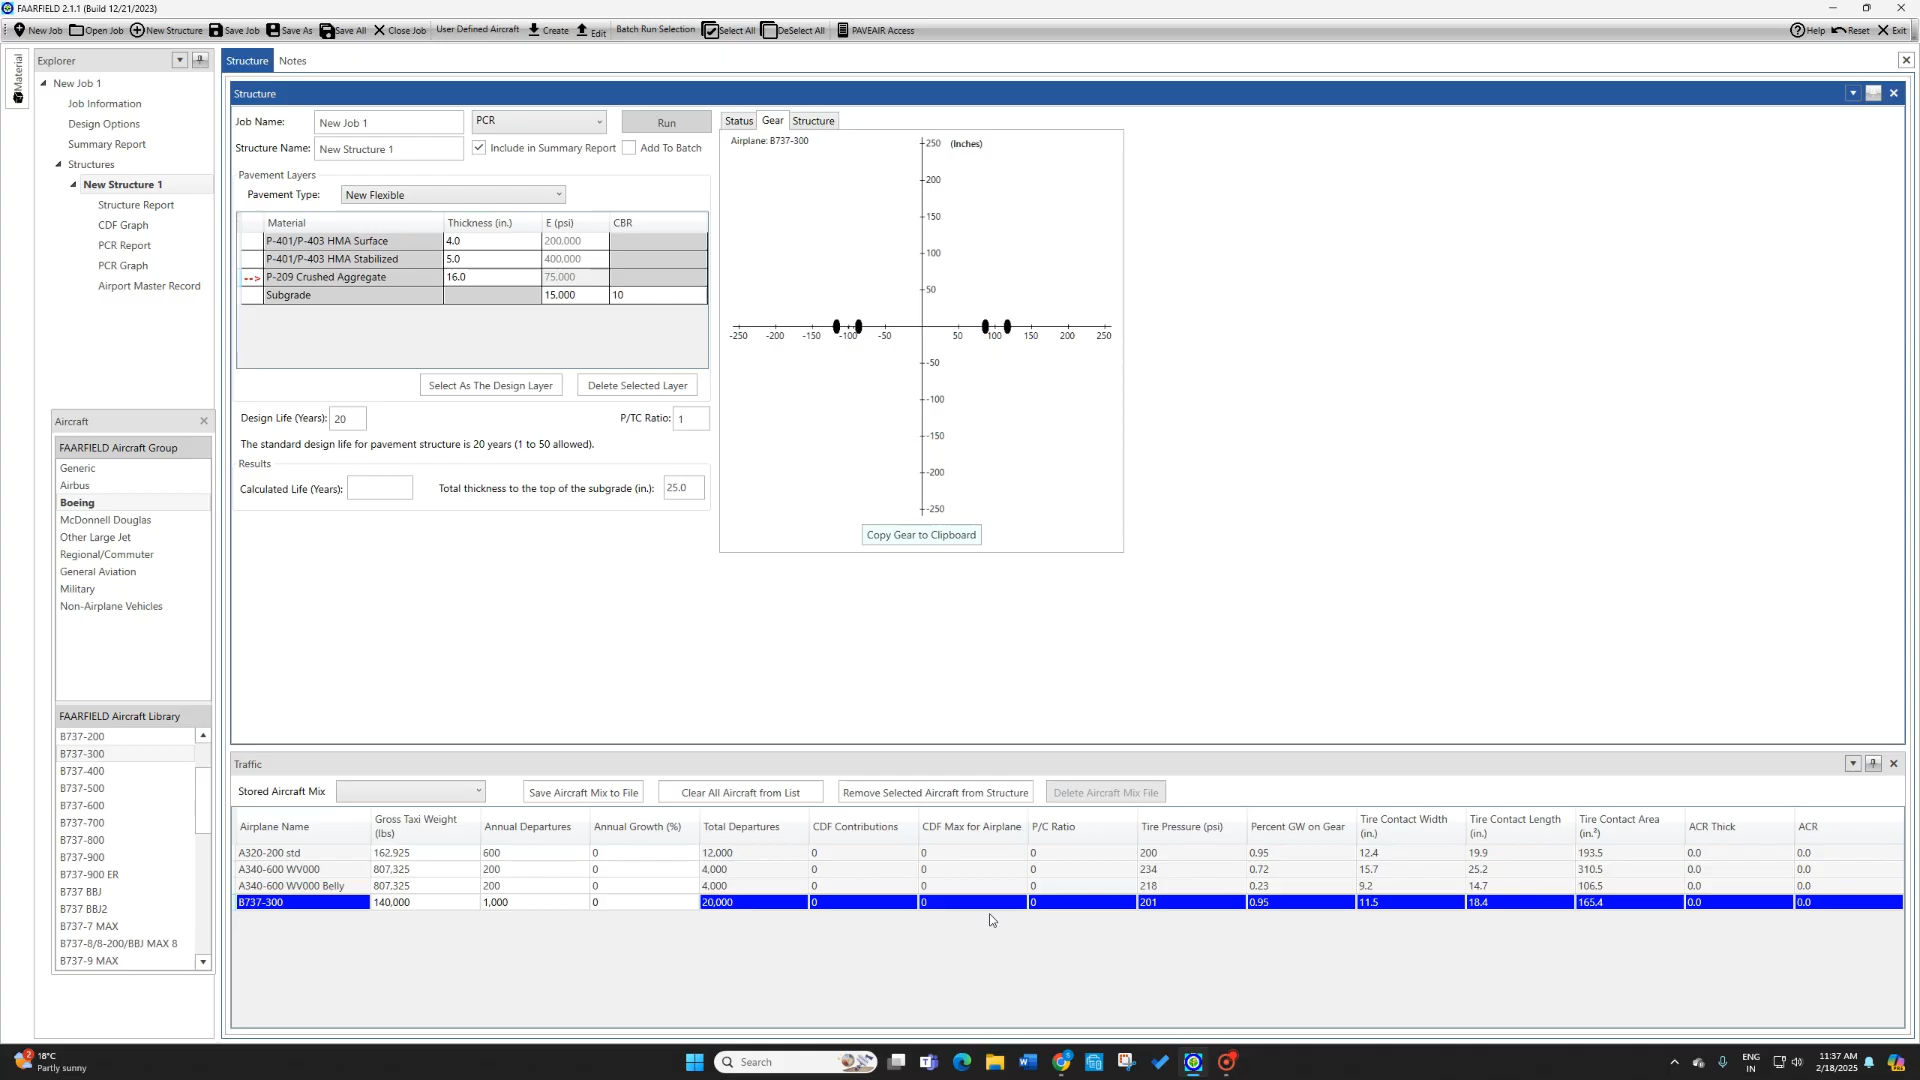 FAARFIELD 2.1.1 (Build 12/21/2023)
New Job Open Job New Structure Save Job Save As Save All Close Job User Defined Aircraft Create Edit Batch Run Selection Select All DeSelect All PAVEAIR Access Help Reset Exit
Material
Explorer
New Job 1
Job Information
Design Options
Summary Report
Structures
New Structure 1
Structure Report
CDF Graph
PCR Report
PCR Graph
Airport Master Record
Aircraft
FAARFIELD Aircraft Group
Generic
Airbus
Boeing
McDonnell Douglas
Other Large Jet
Regional/Commuter
General Aviation
Military
Non-Airplane Vehicles
FAARFIELD Aircraft Library
B737-200
B737-300
B737-400
B737-500
B737-600
B737-700
B737-800
B737-900
B737-900 ER
B737 BBJ
B737 BBJ2
B737-7 MAX
B737-8/8-200/BBJ MAX 8
B737-9 MAX
Structure Notes
Structure
Job Name: New Job 1 PCR Run
Structure Name: New Structure 1 Include in Summary Report Add To Batch
Pavement Layers
Pavement Type: New Flexible
Material Thickness (in.) E (psi) CBR
P-401/P-403 HMA Surface 4.0 200,000
P-401/P-403 HMA Stabilized 5.0 400,000
--> P-209 Crushed Aggregate 16.0 75,000
Subgrade 15,000 10
Select As The Design Layer Delete Selected Layer
Design Life (Years): 20 P/TC Ratio: 1
The standard design life for pavement structure is 20 years (1 to 50 allowed).
Results
Calculated Life (Years): Total thickness to the top of the subgrade (in.): 25.0
Status Gear Structure
Airplane: B737-300
250 (Inches)
200
150
100
50
-250 -200 -150 -100 -50 50 100 150 200 250
-50
-100
-150
-200
-250
Copy Gear to Clipboard
Traffic
Stored Aircraft Mix Save Aircraft Mix to File Clear All Aircraft from List Remove Selected Aircraft from Structure Delete Aircraft Mix File
Airplane Name Gross Taxi Weight (lbs) Annual Departures Annual Growth (%) Total Departures CDF Contributions CDF Max for Airplane P/C Ratio Tire Pressure (psi) Percent GW on Gear Tire Contact Width (in.) Tire Contact Length (in.) Tire Contact Area (in.²) ACR Thick ACR
A320-200 std 162,925 600 0 12,000 0 0 0 200 0.95 12.4 19.9 193.5 0.0 0.0
A340-600 WV000 807,325 200 0 4,000 0 0 0 234 0.72 15.7 25.2 310.5 0.0 0.0
A340-600 WV000 Belly 807,325 200 0 4,000 0 0 0 218 0.23 9.2 14.7 106.5 0.0 0.0
B737-300 140,000 1,000 0 20,000 0 0 0 201 0.95 11.5 18.4 165.4 0.0 0.0
2
18°C
Partly sunny
Search
ENG
IN
11:37 AM
2/18/2025